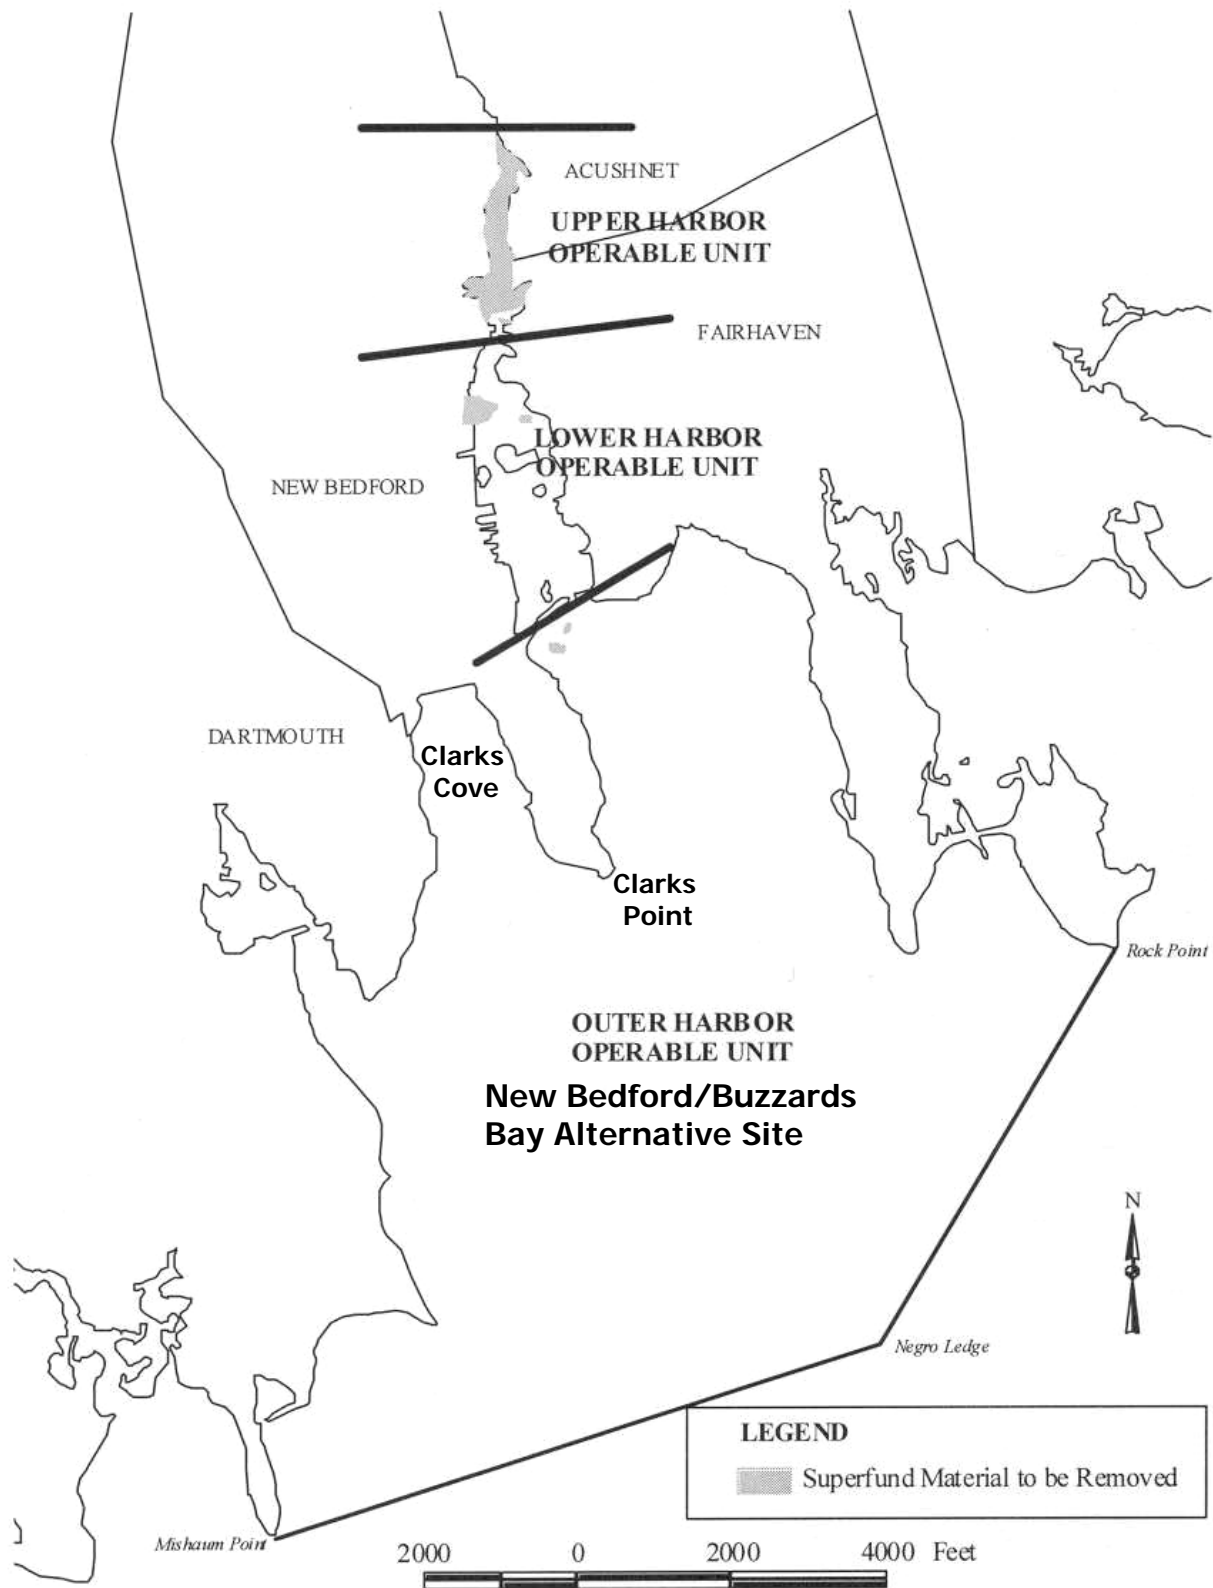 ACUSHNET
UPPER HARBOR
OPERABLE UNIT
FAIRHAVEN
LOWER HARBOR
OPERABLE UNIT
NEW BEDFORD
DARTMOUTH
Clarks
Cove
Clarks
Point
Rock Point
OUTER HARBOR
OPERABLE UNIT
New Bedford/Buzzards
Bay Alternative Site
N
Negro Ledge
LEGEND
Superfund Material to be Removed
Mishaum Point
2000 0 2000 4000 Feet